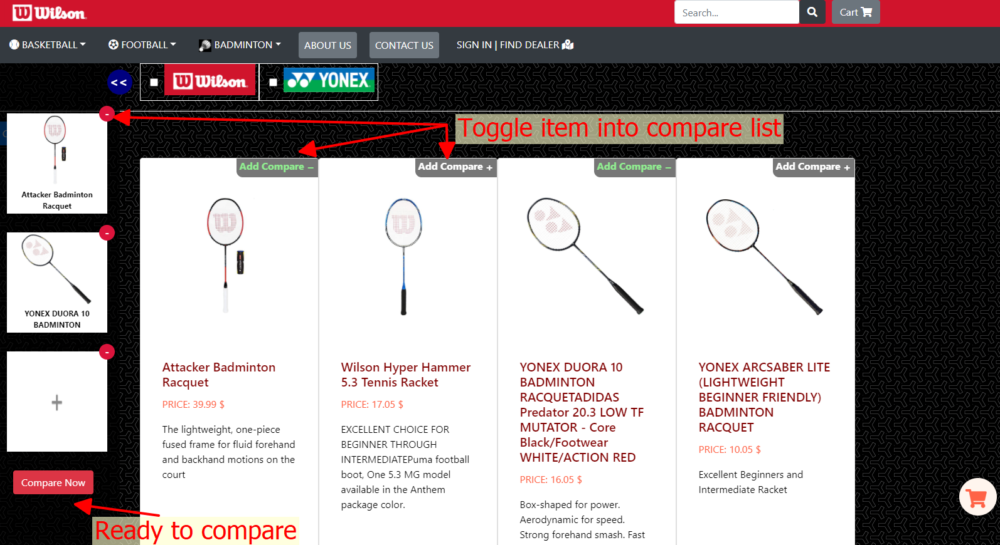 Wilson.
Search...
Cart
BASKETBALL
FOOTBALL
BADMINTON
ABOUT US
CONTACT US
SIGN IN | FIND DEALER
<<
Wilson.
YONEX
-
Toggle item into compare list
Attacker Badminton
Racquet
-
YONEX DUORA 10
BADMINTON
-
+
Compare Now
Ready to compare
Add Compare –
W
Attacker Badminton
Racquet
PRICE: 39.99 $
The lightweight, one-piece
fused frame for fluid forehand
and backhand motions on the
court
Add Compare +
W
Wilson Hyper Hammer
5.3 Tennis Racket
PRICE: 17.05 $
EXCELLENT CHOICE FOR
BEGINNER THROUGH
INTERMEDIATEPuma football
boot, One 5.3 MG model
available in the Anthem
package color.
Add Compare –
YONEX DUORA 10
BADMINTON
RACQUETADIDAS
Predator 20.3 LOW TF
MUTATOR - Core
Black/Footwear
WHITE/ACTION RED
PRICE: 16.05 $
Box-shaped for power.
Aerodynamic for speed.
Strong forehand smash. Fast
Add Compare +
YONEX ARCSABER LITE
(LIGHTWEIGHT
BEGINNER FRIENDLY)
BADMINTON
RACQUET
PRICE: 10.05 $
Excellent Beginners and
Intermediate Racket